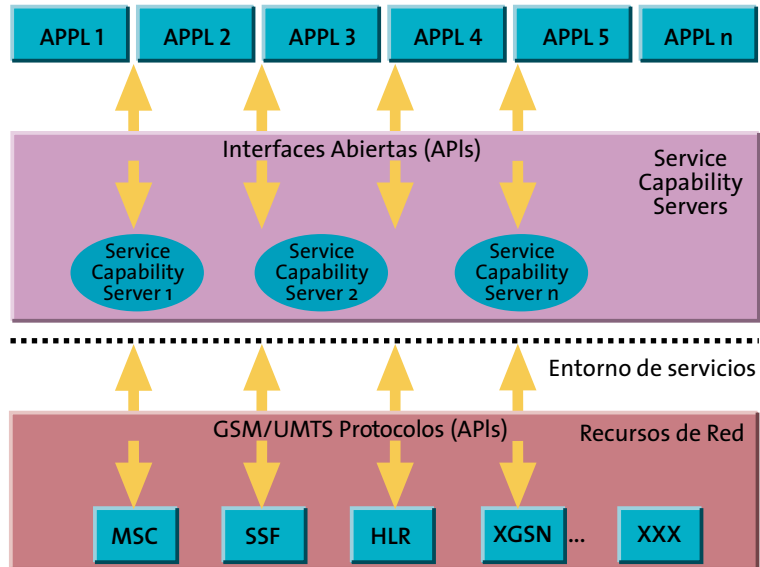 APPL 1 APPL 2 APPL 3 APPL 4 APPL 5 APPL n
Interfaces Abiertas (APIs)
Service
Capability
Servers
Service
Capability
Server 1
Service
Capability
Server 2
Service
Capability
Server n
Entorno de servicios
GSM/UMTS Protocolos (APIs)
Recursos de Red
MSC SSF HLR XGSN ... XXX